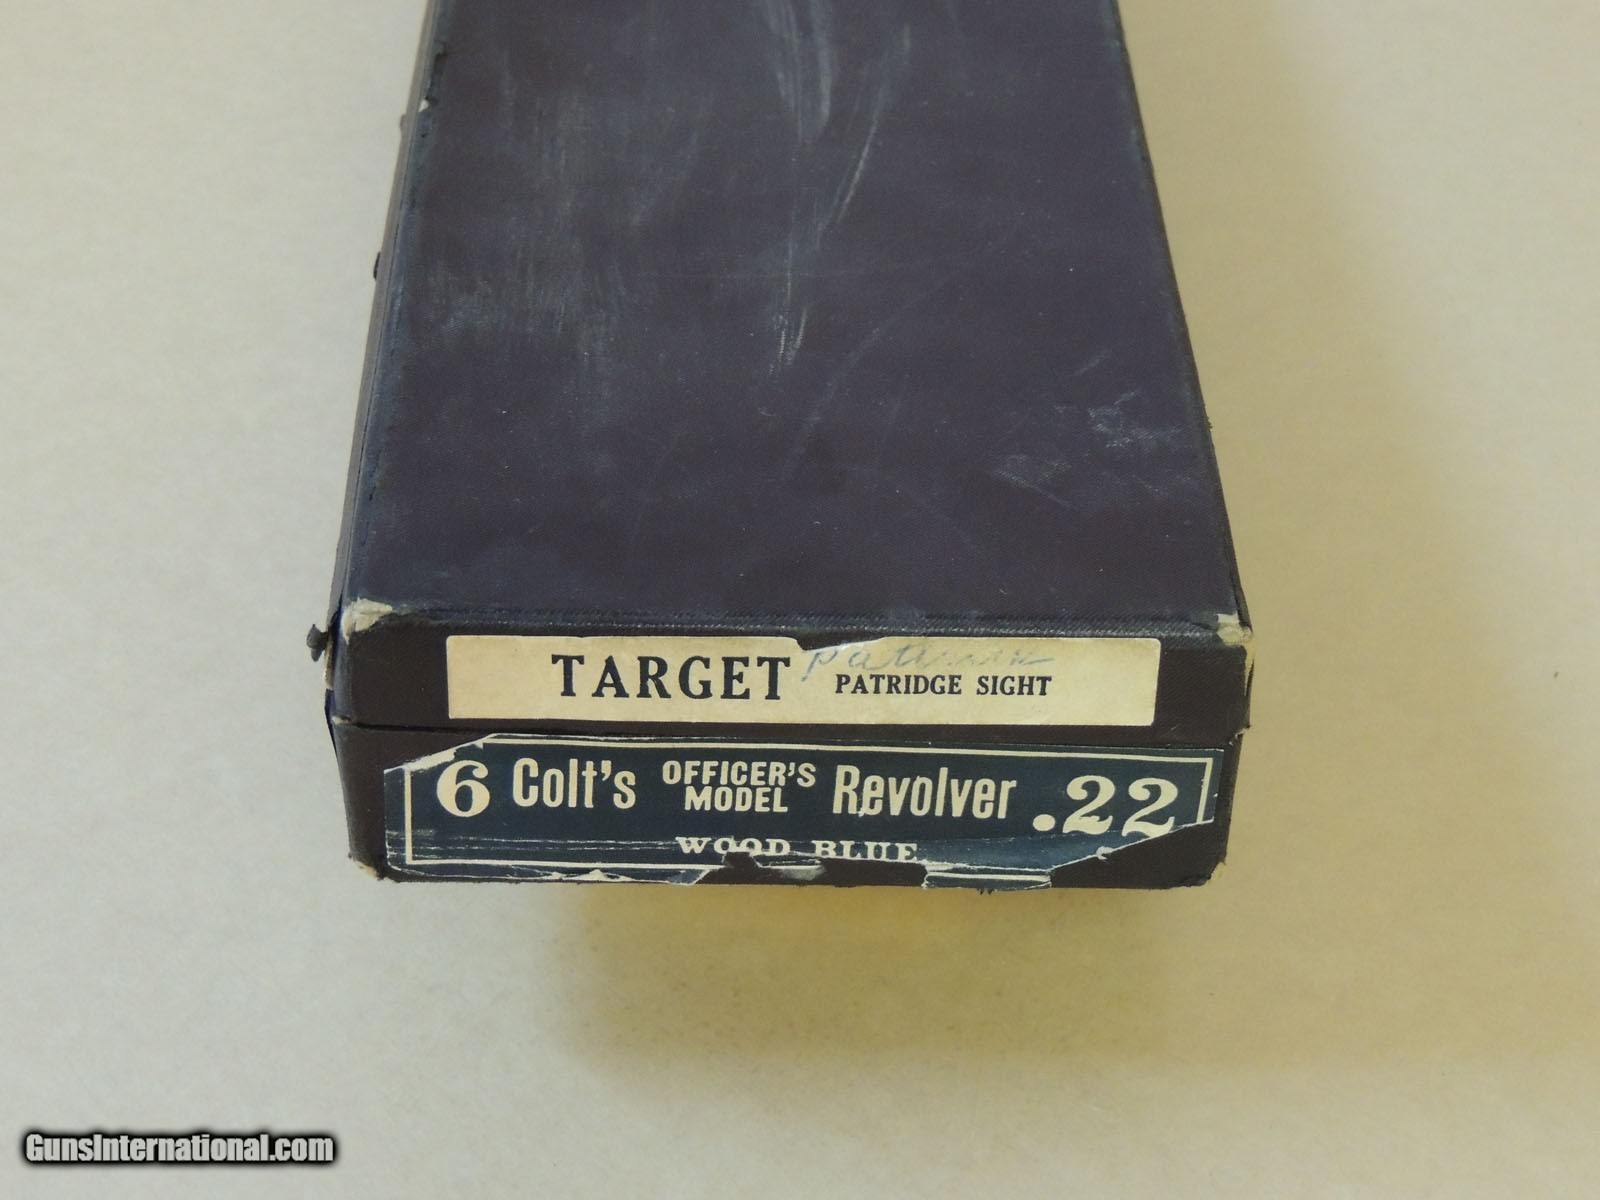 TARGET PATRIDGE SIGHT
6 Colt's OFFICER'S MODEL Revolver .22
WOOD BLUE
GunsInternational.com